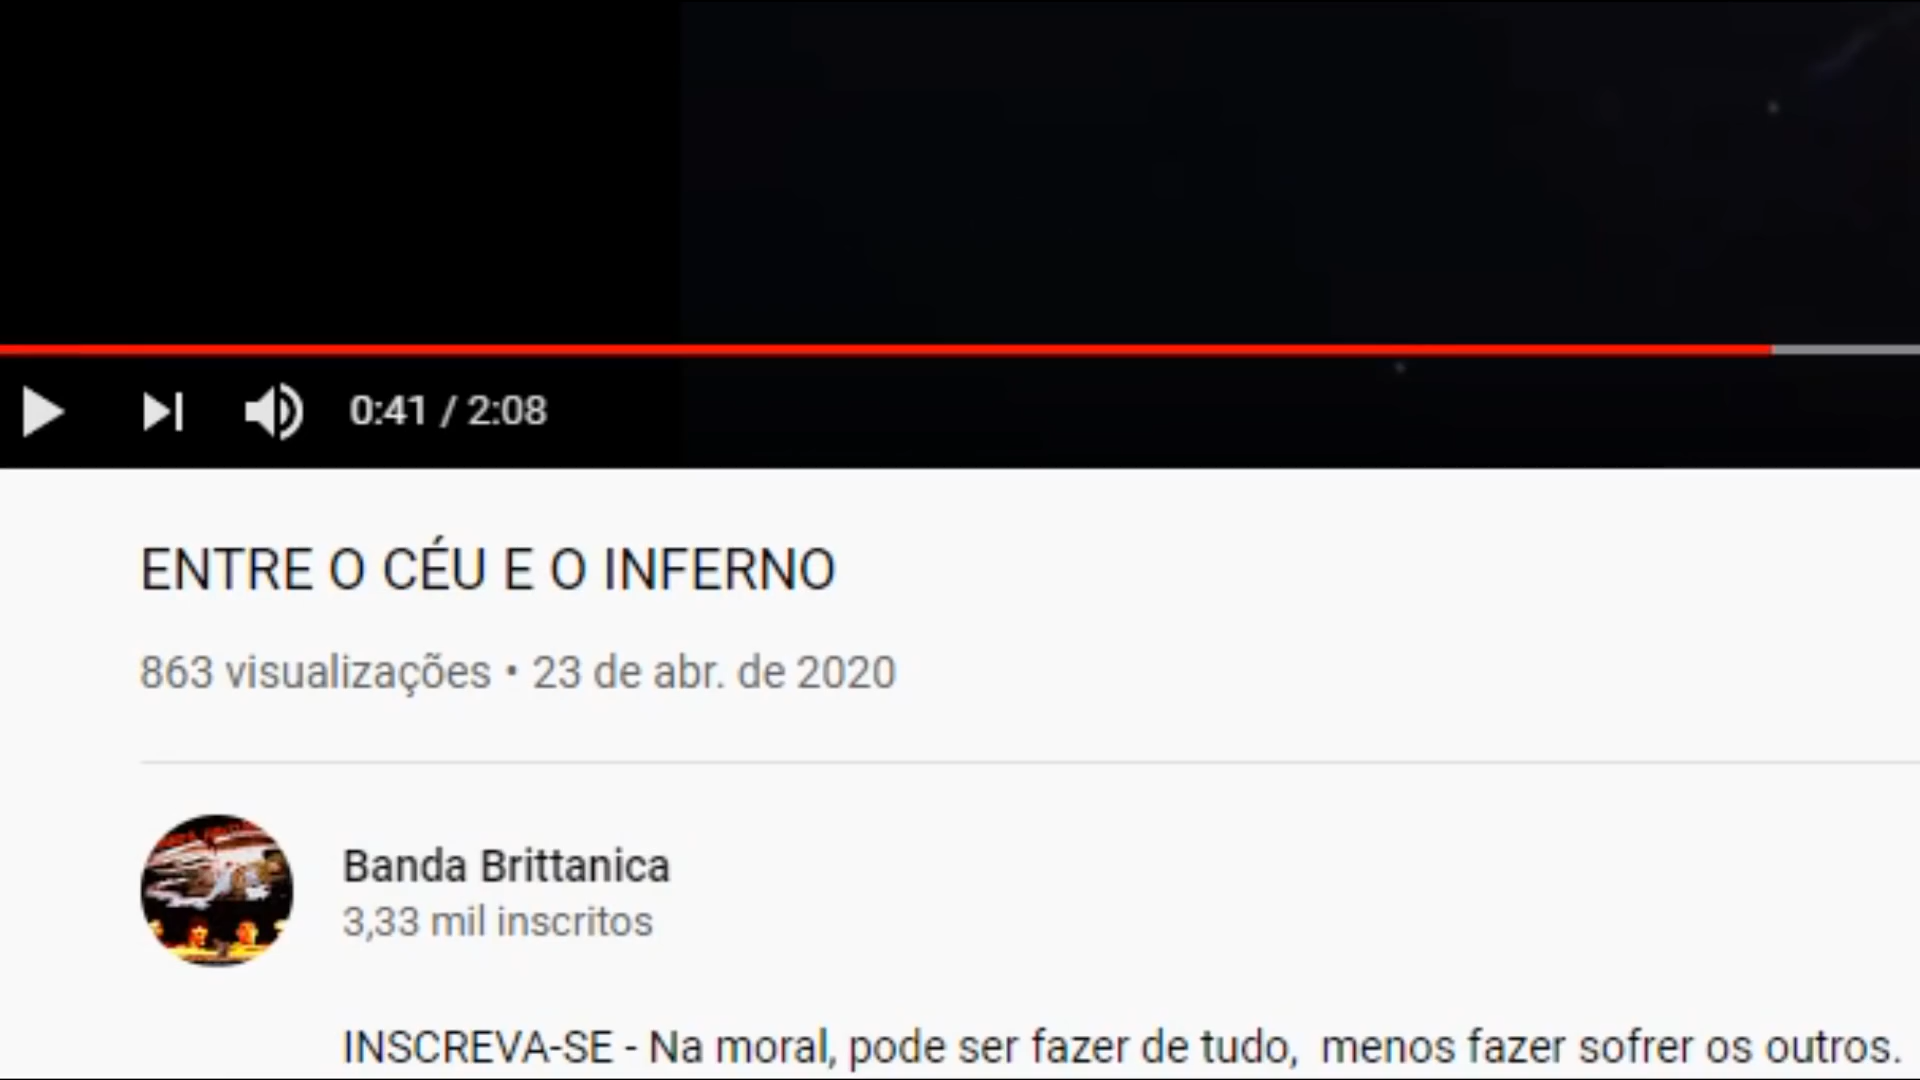 0:41 / 2:08
ENTRE O CÉU E O INFERNO
863 visualizações • 23 de abr. de 2020
Banda Brittanica
3,33 mil inscritos
INSCREVA-SE - Na moral, pode ser fazer de tudo,  menos fazer sofrer os outros.